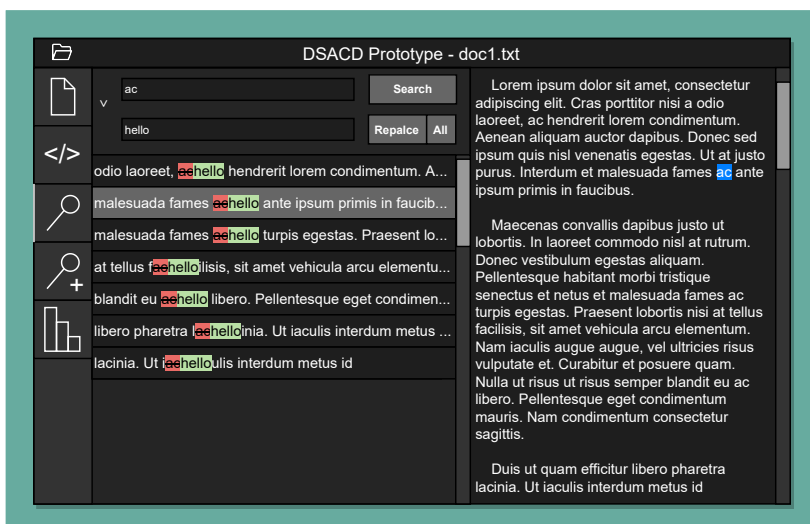 DSACD Prototype - doc1.txt
</>
v
ac
Search
hello
Repalce
All
odio laoreet, achello hendrerit lorem condimentum. A...
malesuada fames achello ante ipsum primis in faucib...
malesuada fames achello turpis egestas. Praesent lo...
at tellus fachelloilisis, sit amet vehicula arcu elementu...
blandit eu achello libero. Pellentesque eget condimen...
libero pharetra lachelloinia. Ut iaculis interdum metus ...
lacinia. Ut iachelloulis interdum metus id
Lorem ipsum dolor sit amet, consectetur
adipiscing elit. Cras porttitor nisi a odio
laoreet, ac hendrerit lorem condimentum.
Aenean aliquam auctor dapibus. Donec sed
ipsum quis nisl venenatis egestas. Ut at justo
purus. Interdum et malesuada fames ac ante
ipsum primis in faucibus.
Maecenas convallis dapibus justo ut
lobortis. In laoreet commodo nisl at rutrum.
Donec vestibulum egestas aliquam.
Pellentesque habitant morbi tristique
senectus et netus et malesuada fames ac
turpis egestas. Praesent lobortis nisi at tellus
facilisis, sit amet vehicula arcu elementum.
Nam iaculis augue augue, vel ultricies risus
vulputate et. Curabitur et posuere quam.
Nulla ut risus ut risus semper blandit eu ac
libero. Pellentesque eget condimentum
mauris. Nam condimentum consectetur
sagittis.
Duis ut quam efficitur libero pharetra
lacinia. Ut iaculis interdum metus id